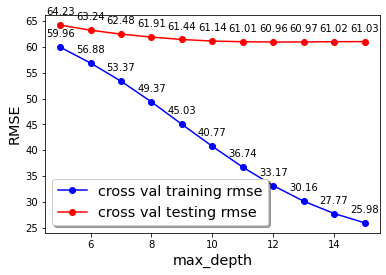 64.23 63.24 62.48 61.91 61.44 61.14 61.01 60.96 60.97 61.02 61.03
59.96 56.88 53.37 49.37 45.03 40.77 36.74 33.17 30.16 27.77 25.98
65
60
55
50
45
40
35
30
25
RMSE
cross val training rmse
cross val testing rmse
6 8 10 12 14
max_depth